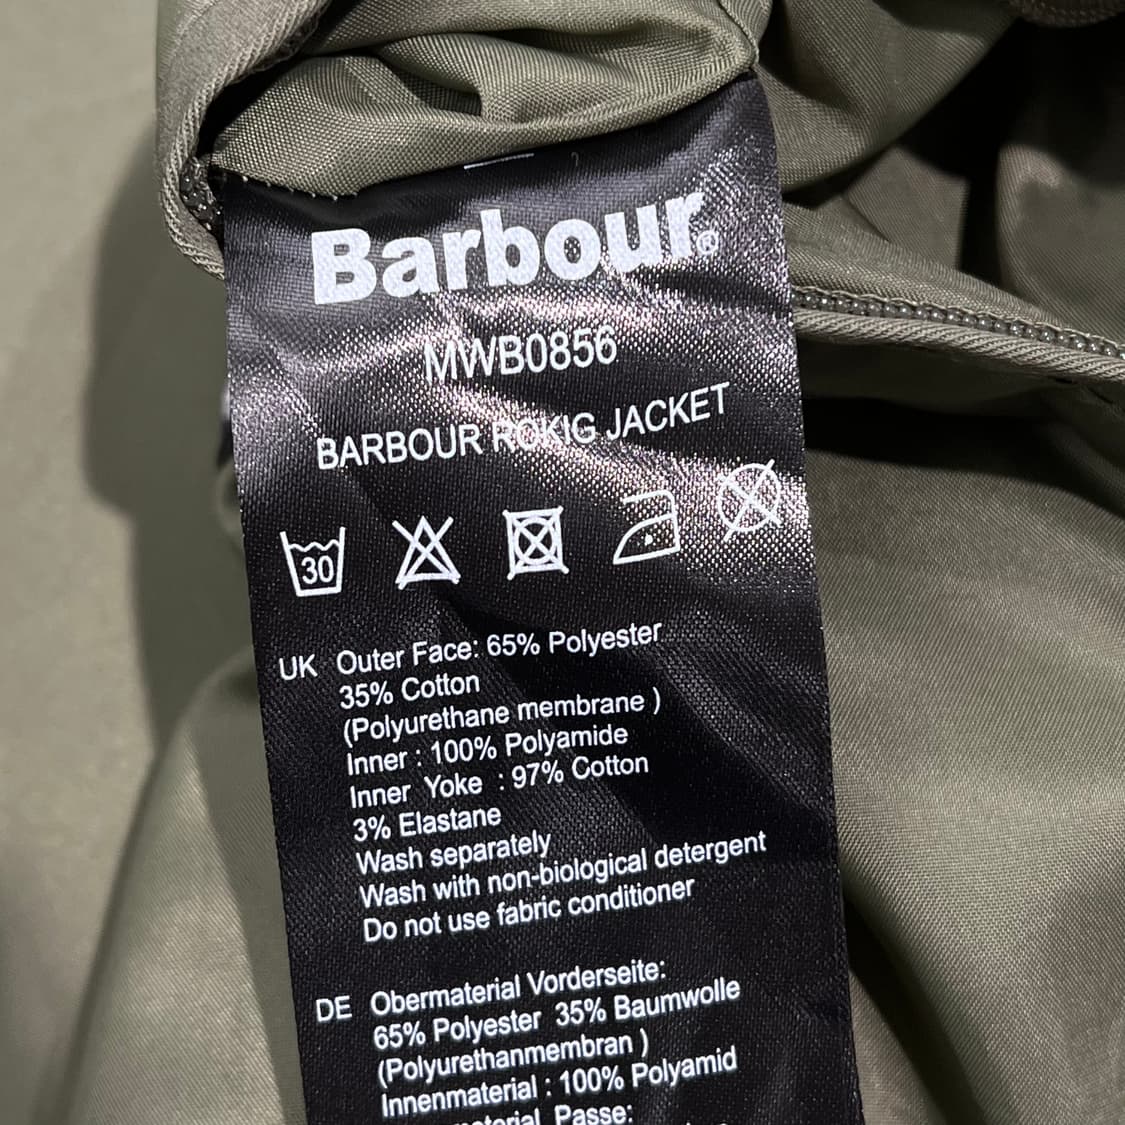 Barbour®
MWB0856
BARBOUR ROKIG JACKET
30
UK Outer Face: 65% Polyester
35% Cotton
(Polyurethane membrane )
Inner : 100% Polyamide
Inner Yoke : 97% Cotton
3% Elastane
Wash separately
Wash with non-biological detergent
Do not use fabric conditioner
DE Obermaterial Vorderseite:
65% Polyester 35% Baumwolle
(Polyurethanmembran )
Innenmaterial : 100% Polyamid
Passe: